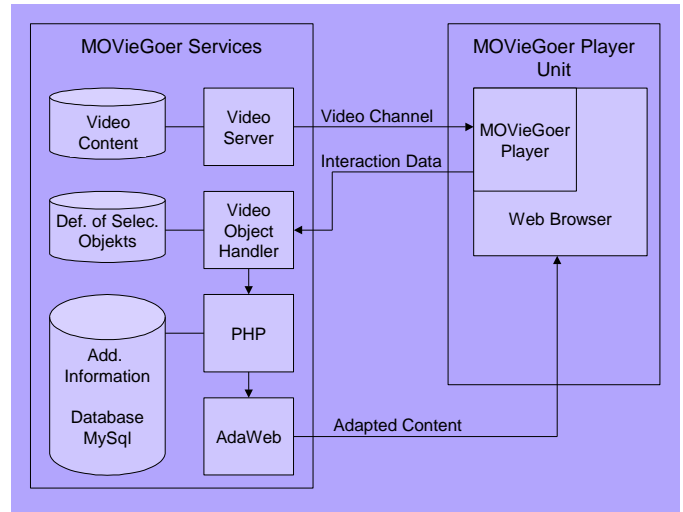 MOVieGoer Services
MOVieGoer Player
Unit
Video
Content
Video
Server
Video Channel
MOVieGoer
Player
Interaction Data
Web Browser
Def. of Selec.
Objekts
Video
Object
Handler
PHP
Add.
Information
Database
MySql
AdaWeb
Adapted Content